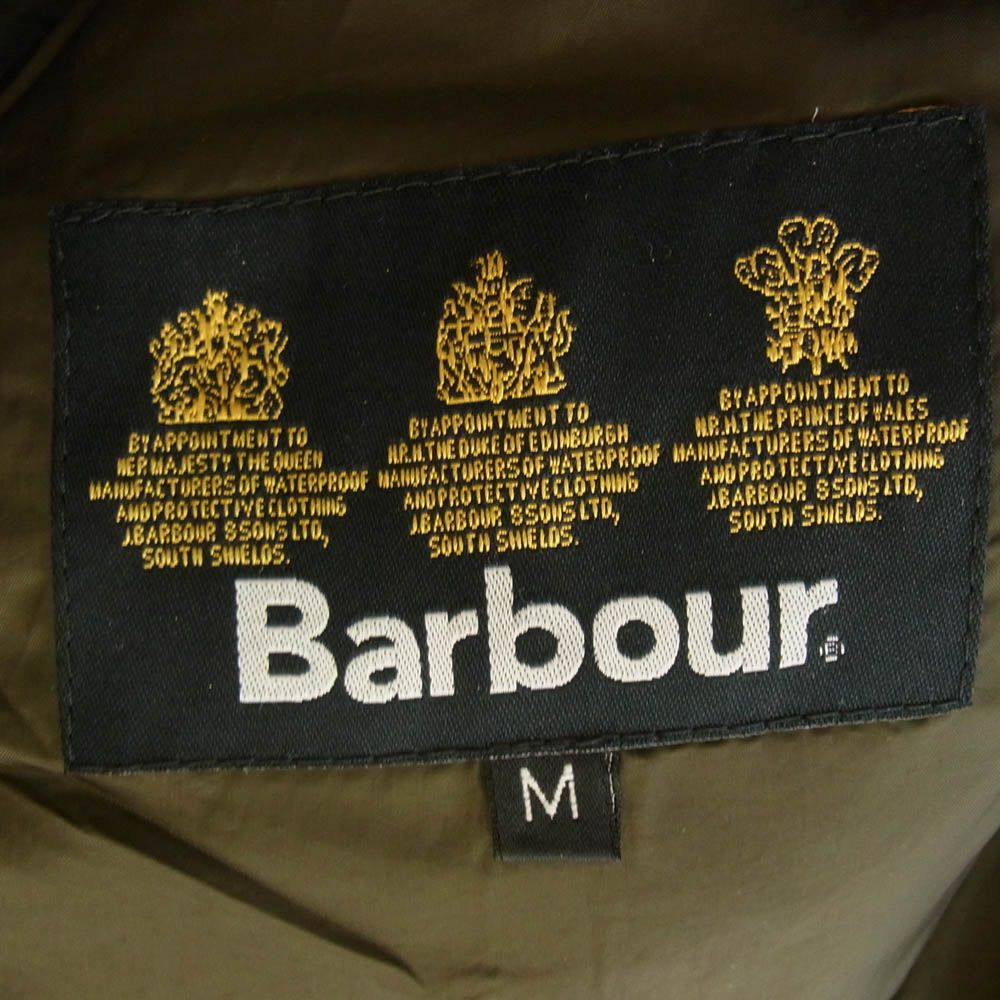 BY APPOINTMENT TO
HER MAJESTY THE QUEEN
MANUFACTURERS OF WATERPROOF
AND PROTECTIVE CLOTHING
J.BARBOUR & SONS LTD,
SOUTH SHIELDS.
BY APPOINTMENT TO
H.R.H. THE DUKE OF EDINBURGH
MANUFACTURERS OF WATERPROOF
AND PROTECTIVE CLOTHING
J.BARBOUR & SONS LTD,
SOUTH SHIELDS.
BY APPOINTMENT TO
H.R.H. THE PRINCE OF WALES
MANUFACTURERS OF WATERPROOF
AND PROTECTIVE CLOTHING
J.BARBOUR & SONS LTD,
SOUTH SHIELDS.
Barbour®
M